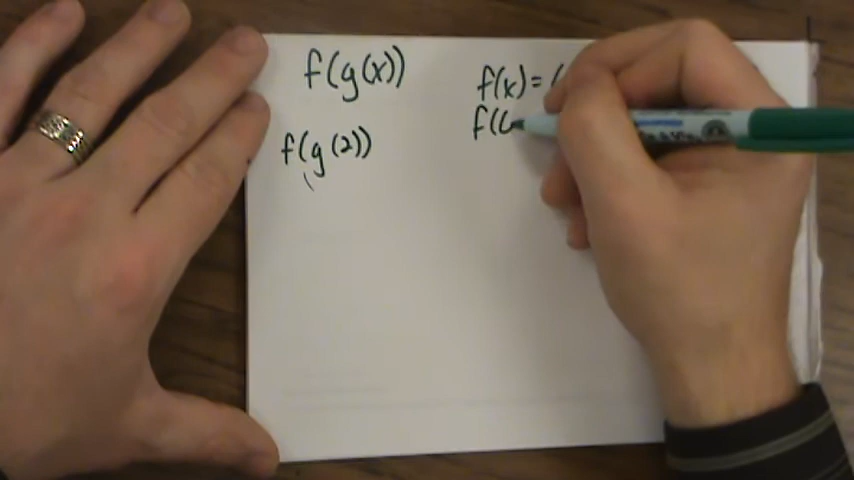 f(g(x))
f(g(2))
(
f(x) = (
f((